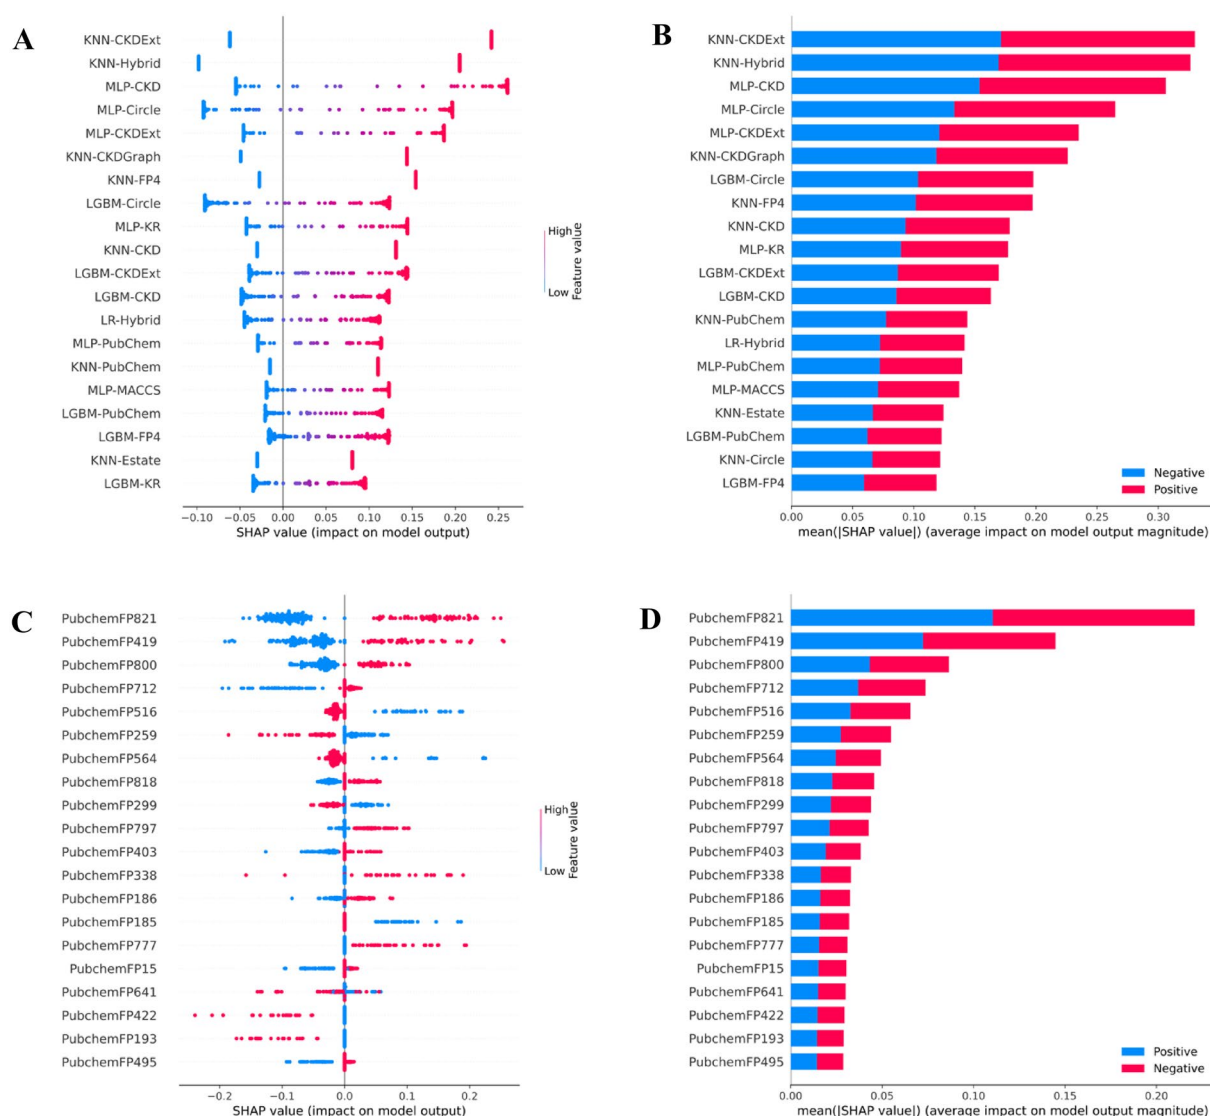 A
KNN-CKDExt
KNN-Hybrid
MLP-CKD
MLP-Circle
MLP-CKDExt
KNN-CKDGraph
KNN-FP4
LGBM-Circle
MLP-KR
KNN-CKD
LGBM-CKDExt
LGBM-CKD
LR-Hybrid
MLP-PubChem
KNN-PubChem
MLP-MACCS
LGBM-PubChem
LGBM-FP4
KNN-Estate
LGBM-KR
−0.10 −0.05 0.00 0.05 0.10 0.15 0.20 0.25
SHAP value (impact on model output)
High
Low
Feature value
B
KNN-CKDExt
KNN-Hybrid
MLP-CKD
MLP-Circle
MLP-CKDExt
KNN-CKDGraph
LGBM-Circle
KNN-FP4
KNN-CKD
MLP-KR
LGBM-CKDExt
LGBM-CKD
KNN-PubChem
LR-Hybrid
MLP-PubChem
MLP-MACCS
KNN-Estate
LGBM-PubChem
KNN-Circle
LGBM-FP4
Negative
Positive
0.00 0.05 0.10 0.15 0.20 0.25 0.30
mean(|SHAP value|) (average impact on model output magnitude)
C
PubchemFP821
PubchemFP419
PubchemFP800
PubchemFP712
PubchemFP516
PubchemFP259
PubchemFP564
PubchemFP818
PubchemFP299
PubchemFP797
PubchemFP403
PubchemFP338
PubchemFP186
PubchemFP185
PubchemFP777
PubchemFP15
PubchemFP641
PubchemFP422
PubchemFP193
PubchemFP495
−0.2 −0.1 0.0 0.1 0.2
SHAP value (impact on model output)
High
Low
Feature value
D
PubchemFP821
PubchemFP419
PubchemFP800
PubchemFP712
PubchemFP516
PubchemFP259
PubchemFP564
PubchemFP818
PubchemFP299
PubchemFP797
PubchemFP403
PubchemFP338
PubchemFP186
PubchemFP185
PubchemFP777
PubchemFP15
PubchemFP641
PubchemFP422
PubchemFP193
PubchemFP495
Positive
Negative
0.00 0.05 0.10 0.15 0.20
mean(|SHAP value|) (average impact on model output magnitude)